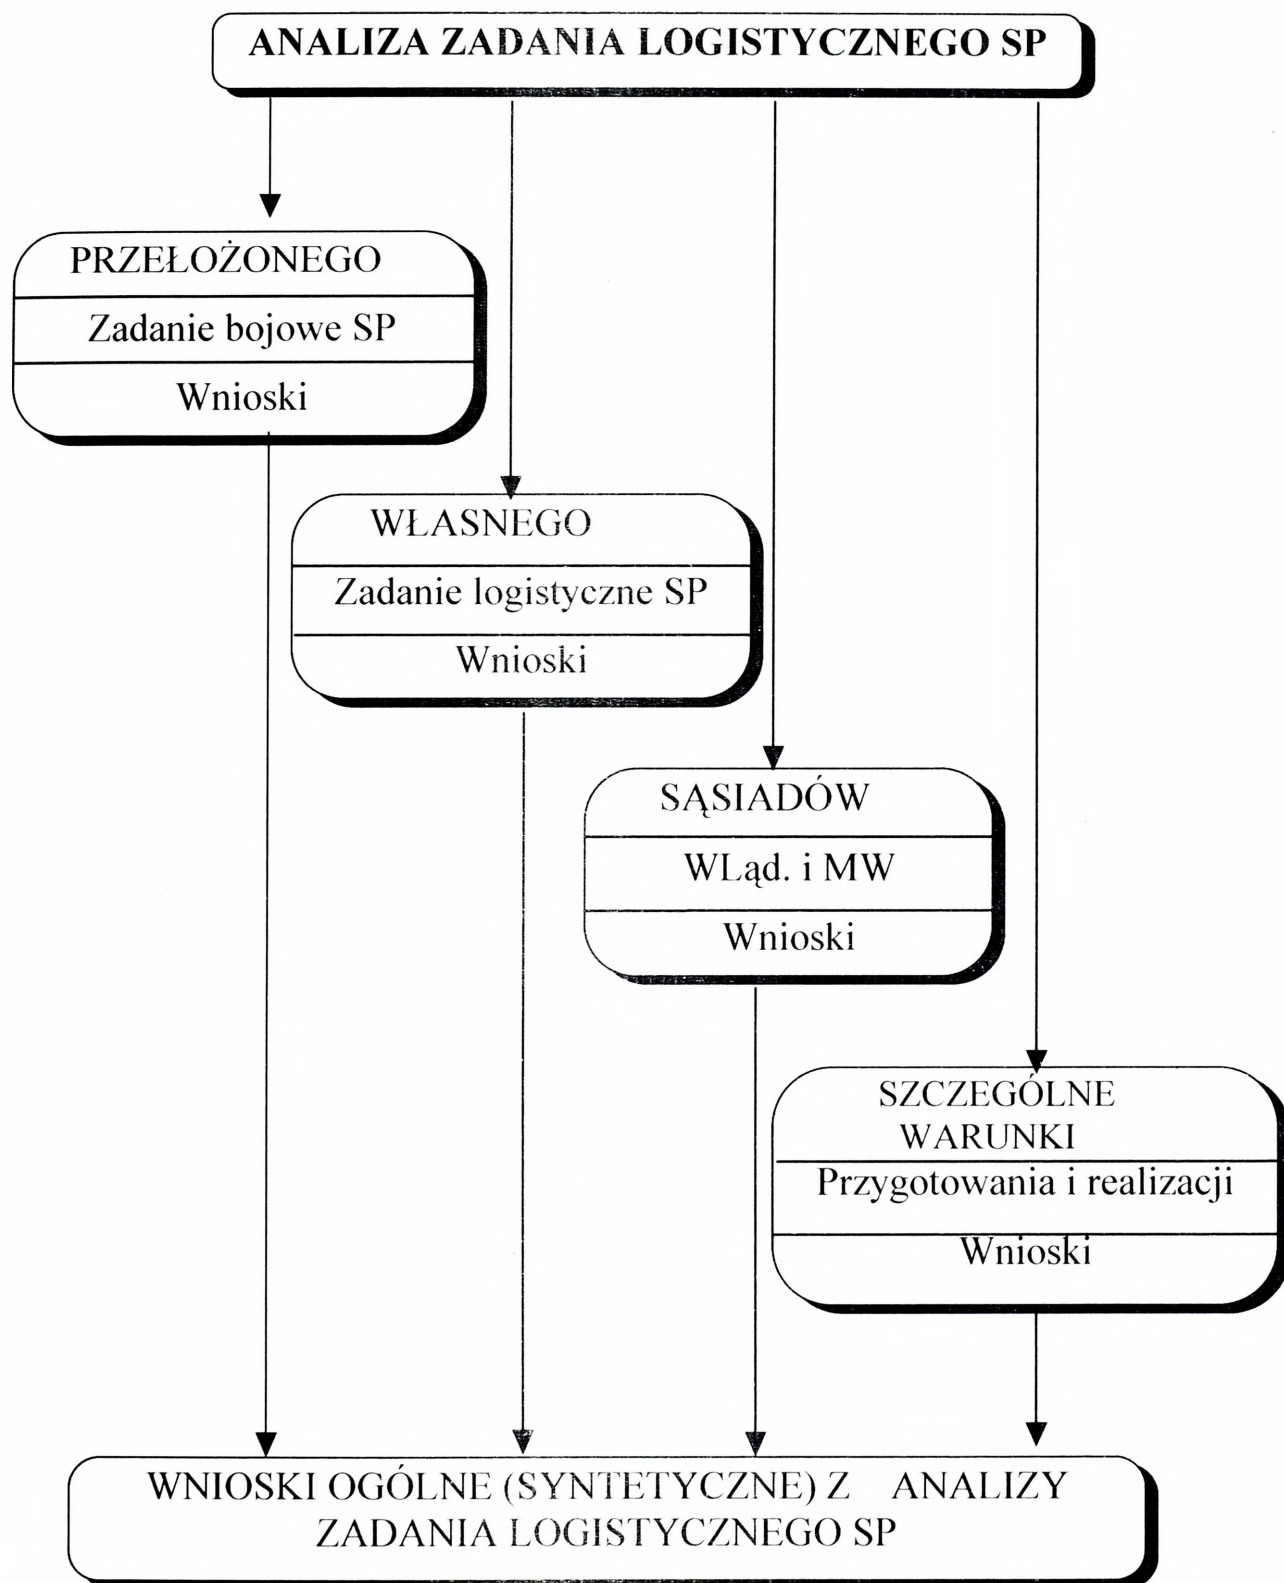 ANALIZA ZADANIA LOGISTYCZNEGO SP
PRZEŁOŻONEGO
Zadanie bojowe SP
Wnioski
WŁASNEGO
Zadanie logistyczne SP
Wnioski
SĄSIADÓW
WLąd. i MW
Wnioski
SZCZEGÓLNE
WARUNKI
Przygotowania i realizacji
Wnioski
WNIOSKI OGÓLNE (SYNTETYCZNE) Z ANALIZY
ZADANIA LOGISTYCZNEGO SP